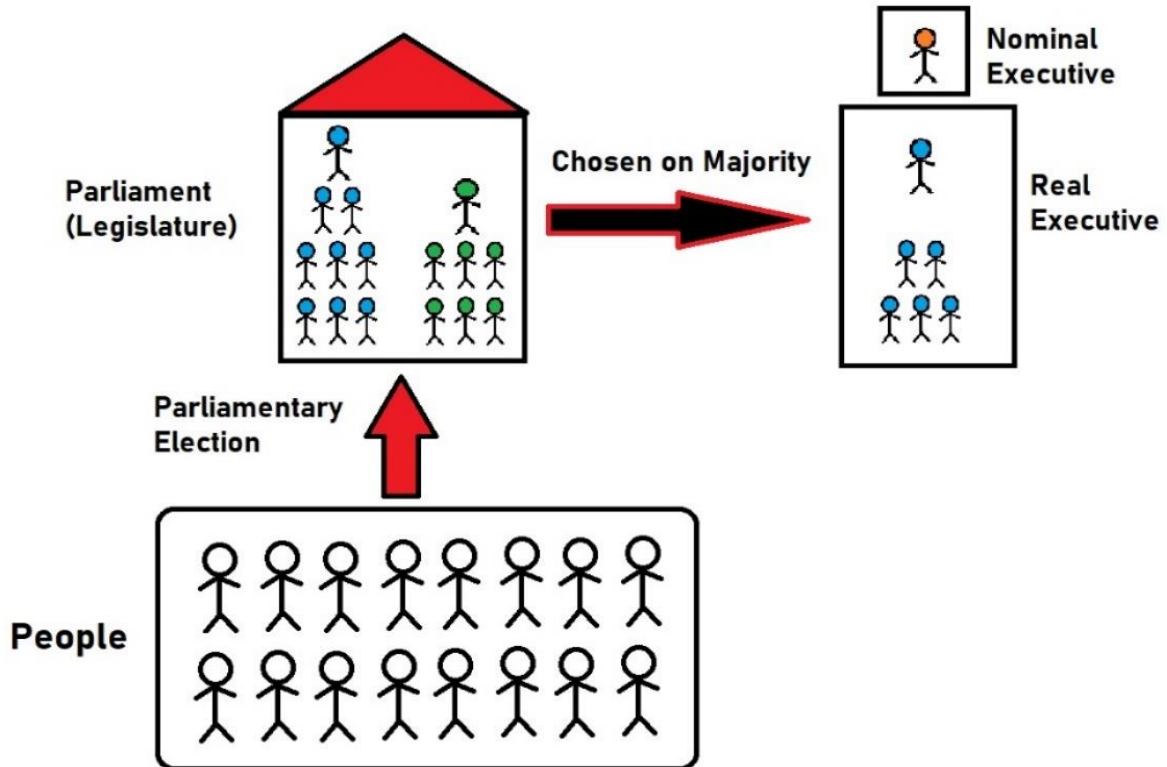 Nominal
Executive
Chosen on Majority
Parliament
(Legislature)
Real
Executive
Parliamentary
Election
People